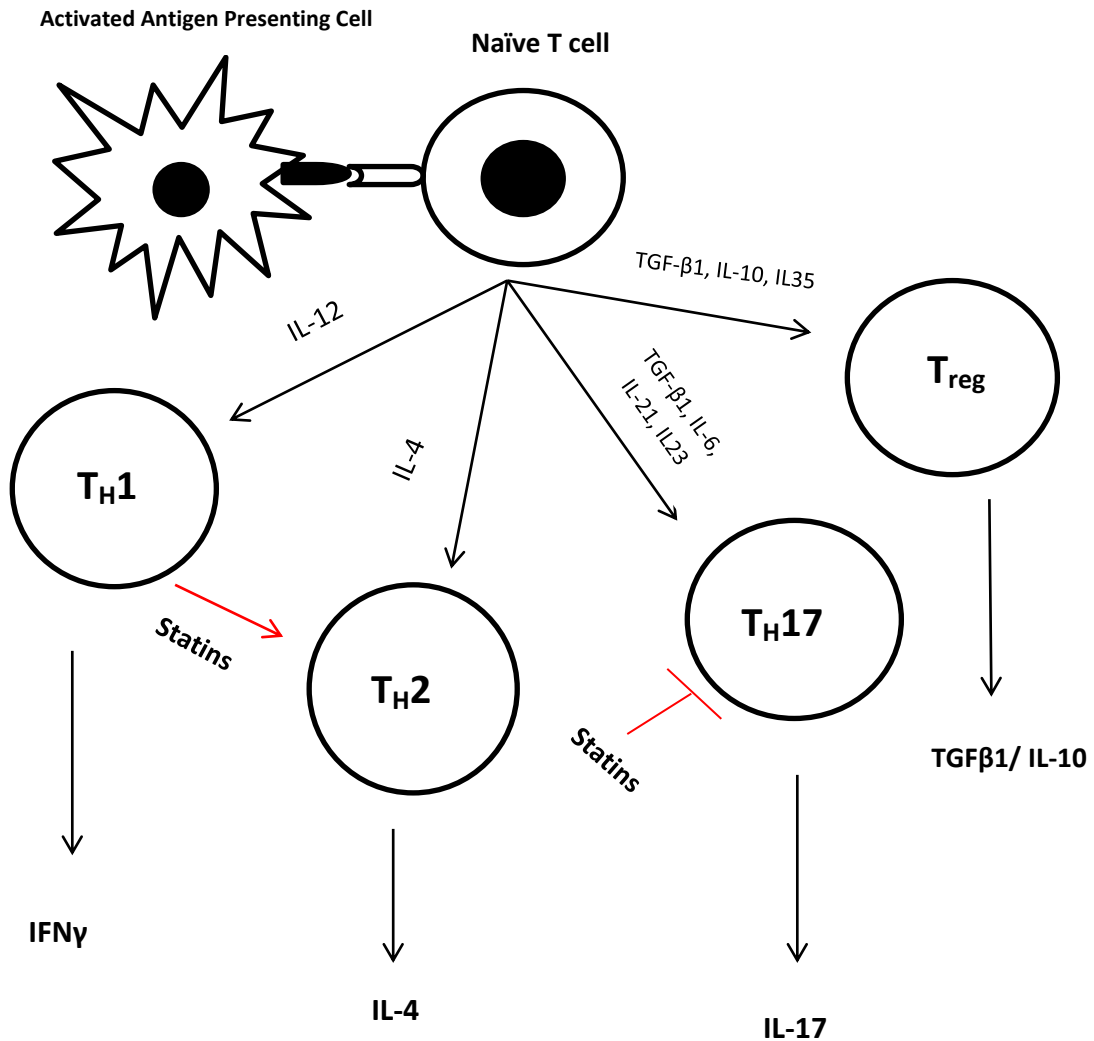 Activated Antigen Presenting Cell
Naïve T cell
TGF-β1, IL-10, IL35
IL-12
TGF-β1, IL-6,
IL-21, IL23
IL-4
Treg
TH1
TH17
Statins
TH2
Statins
TGFβ1/ IL-10
IFNγ
IL-4
IL-17